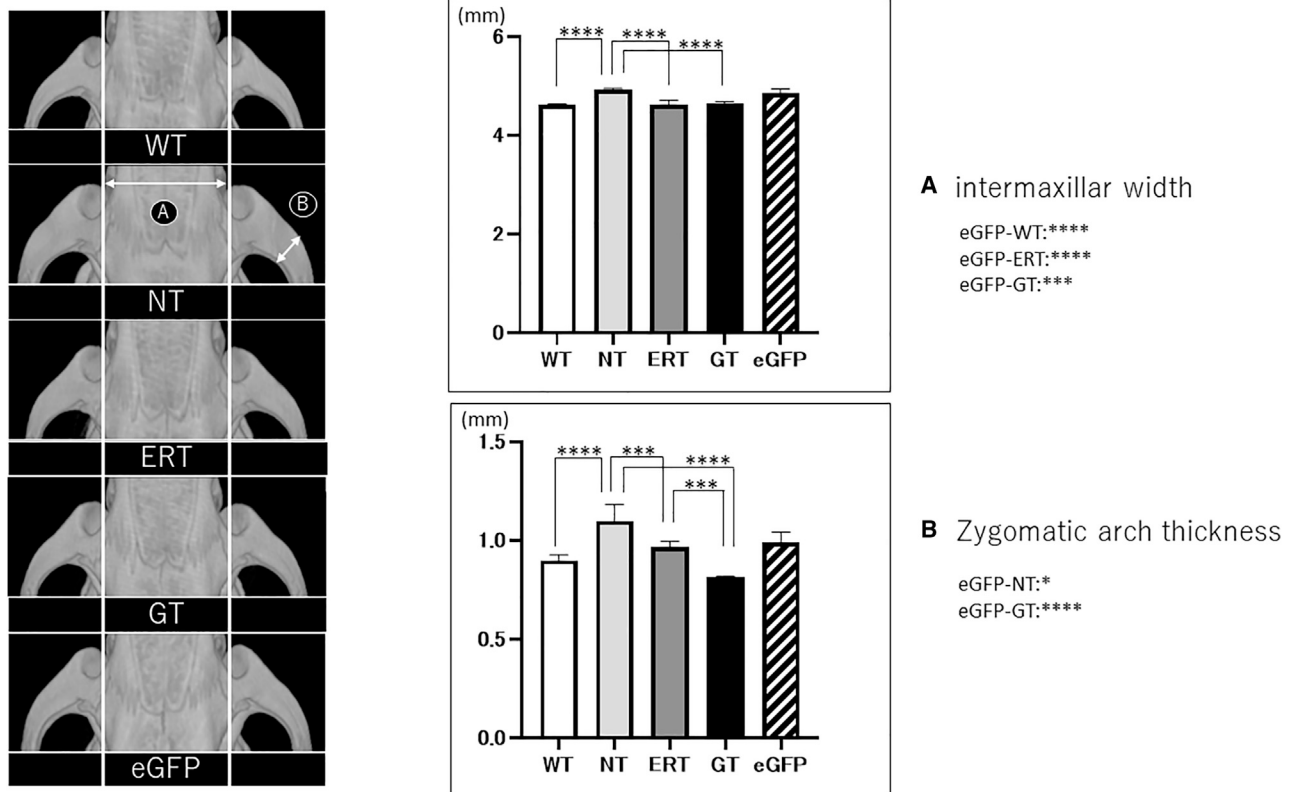 WT
A
B
NT
ERT
GT
eGFP
(mm)
6
4
2
0
****
****
****
WT NT ERT GT eGFP
(mm)
1.5
1.0
0.5
0.0
****
***
****
***
WT NT ERT GT eGFP
A intermaxillar width
eGFP-WT:****
eGFP-ERT:****
eGFP-GT:***
B Zygomatic arch thickness
eGFP-NT:*
eGFP-GT:****